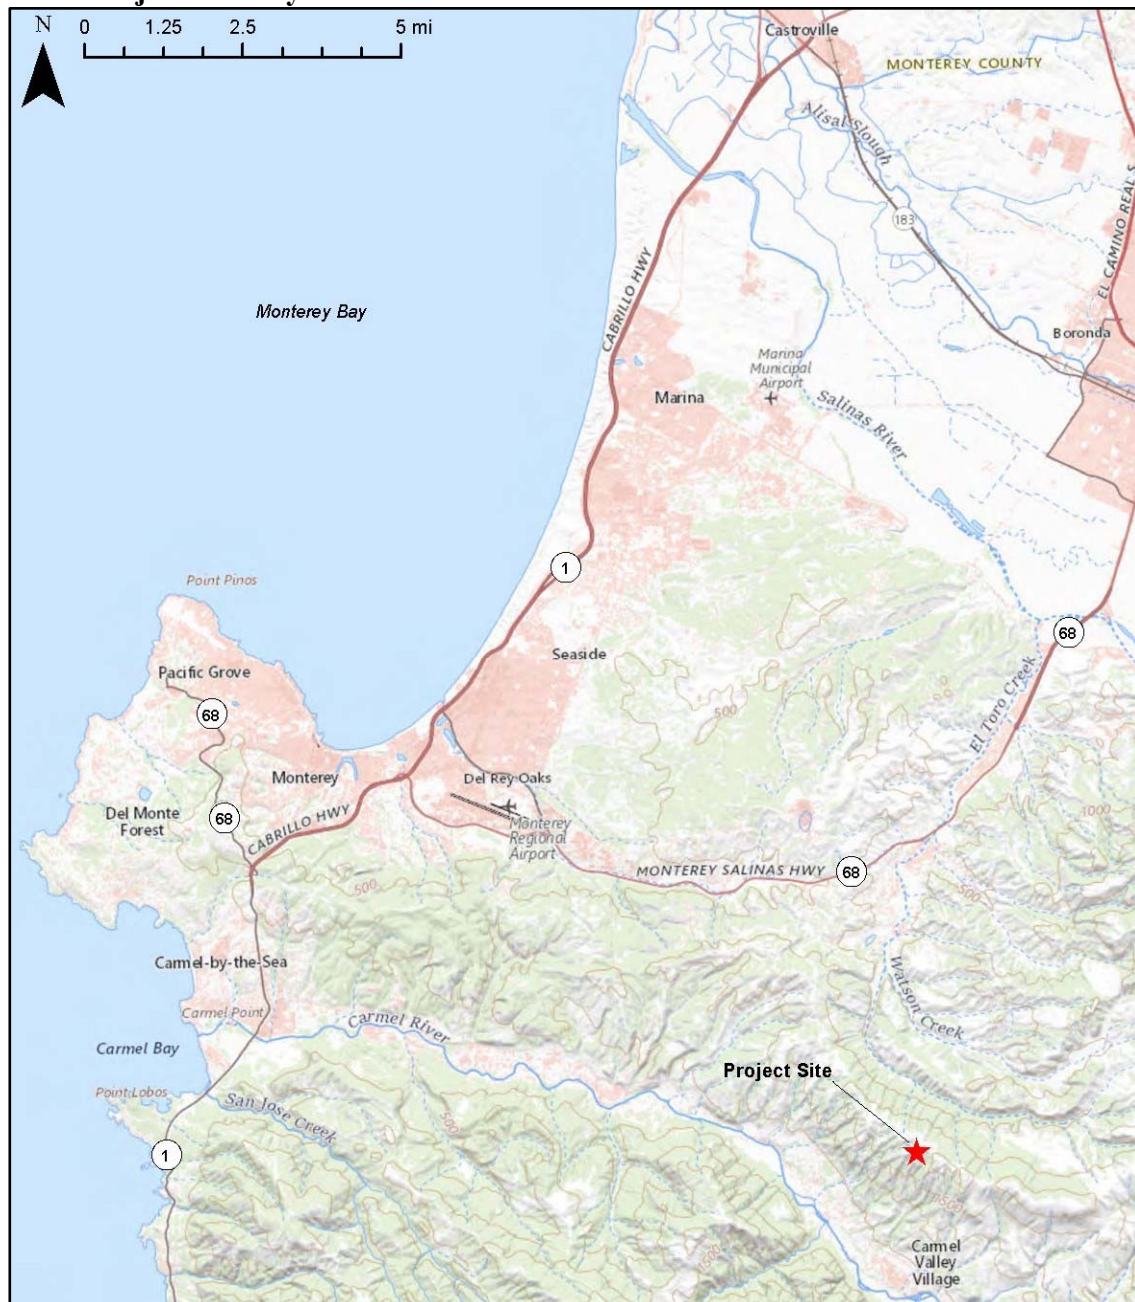 N
0 1.25 2.5 5 mi
Castroville
MONTEREY COUNTY
Alisal Slough
183
EL CAMINO REAL S
CABRILLO HWY
Monterey Bay
Boronda
Marina
Municipal
Airport
Marina
Salinas River
1
Point Pinos
68
Seaside
Pacific Grove
El Toro Creek
68
500
Monterey
Del Rey Oaks
Del Monte
Forest
68
1000
CABRILLO HWY
Monterey
Regional
Airport
MONTEREY SALINAS HWY
68
500
500
Carmel-by-the-Sea
Watson Creek
Carmel Point
Carmel River
Carmel Bay
Project Site
Point Lobos
San Jose Creek
500
1
1500
1500
Carmel
Valley
Village